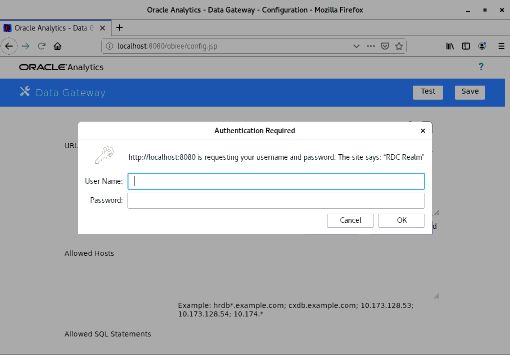 Oracle Analytics - Data Gateway - Configuration - Mozilla Firefox
Oracle Analytics - Data G
localhost:8080/obiee/config.jsp
ORACLE Analytics
?
Data Gateway
Test
Save
Authentication Required
URL
http://localhost:8080 is requesting your username and password. The site says: "RDC Realm"
User Name:
Password:
Cancel
OK
d
Allowed Hosts
Example: hrdb*.example.com; cxdb.example.com; 10.173.128.53;
10.173.128.54; 10.174.*
Allowed SQL Statements